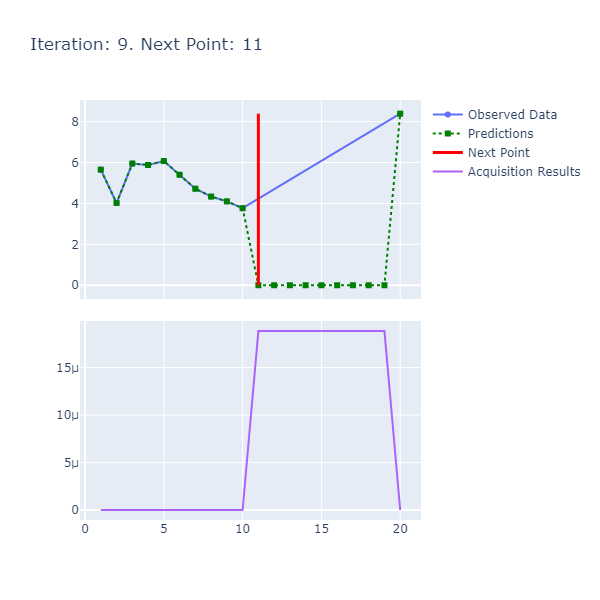 Iteration: 9. Next Point: 11
Observed Data
Predictions
Next Point
Acquisition Results
8
6
4
2
0
15μ
10μ
5μ
0
0 5 10 15 20